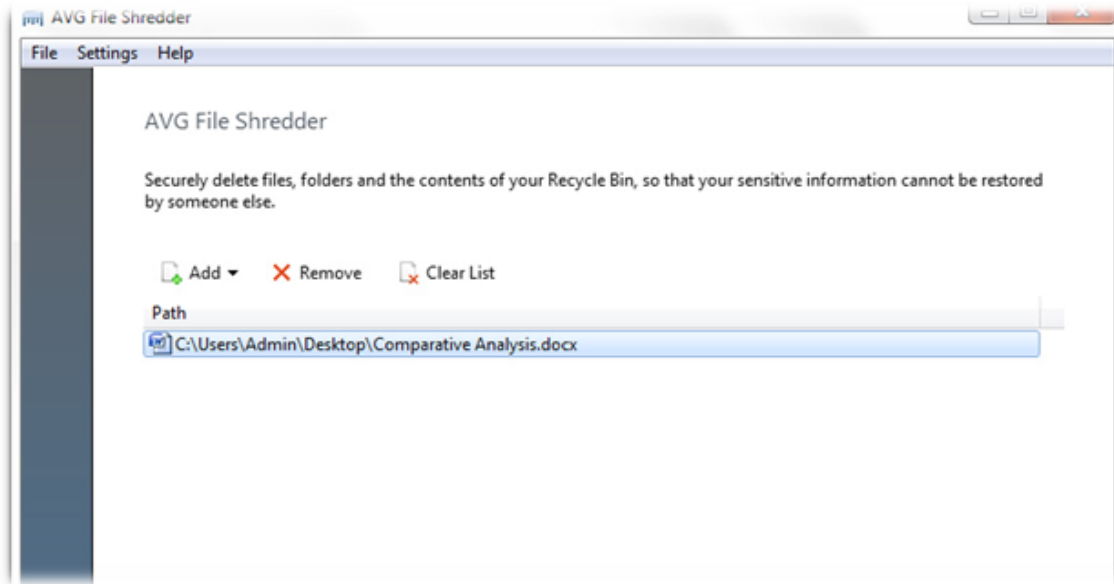 AVG File Shredder
File Settings Help
AVG File Shredder
Securely delete files, folders and the contents of your Recycle Bin, so that your sensitive information cannot be restored
by someone else.
Add Remove Clear List
Path
C:\Users\Admin\Desktop\Comparative Analysis.docx